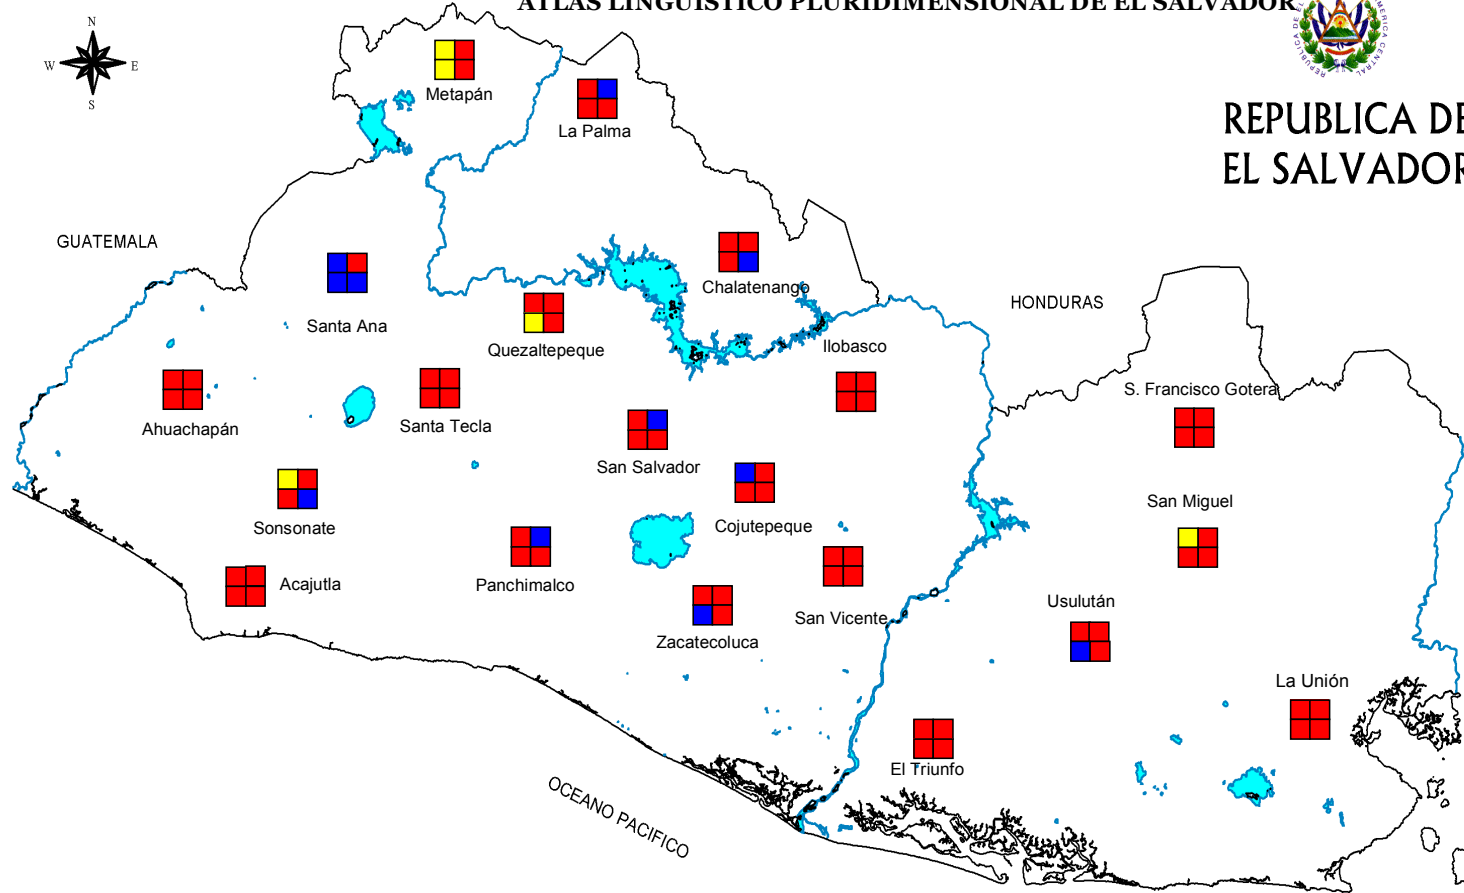 ATLAS LINGUÍSTICO PLURIDIMENSIONAL DE EL SALVADOR
N
W
E
S
REPUBLICA DE
EL SALVADOR
Metapán
La Palma
GUATEMALA
Chalatenango
HONDURAS
Santa Ana
Quezaltepeque
Ilobasco
S. Francisco Gotera
Ahuachapán
Santa Tecla
San Salvador
San Miguel
Sonsonate
Cojutepeque
Panchimalco
Acajutla
Usulután
San Vicente
Zacatecoluca
La Unión
El Triunfo
OCEANO PACIFICO